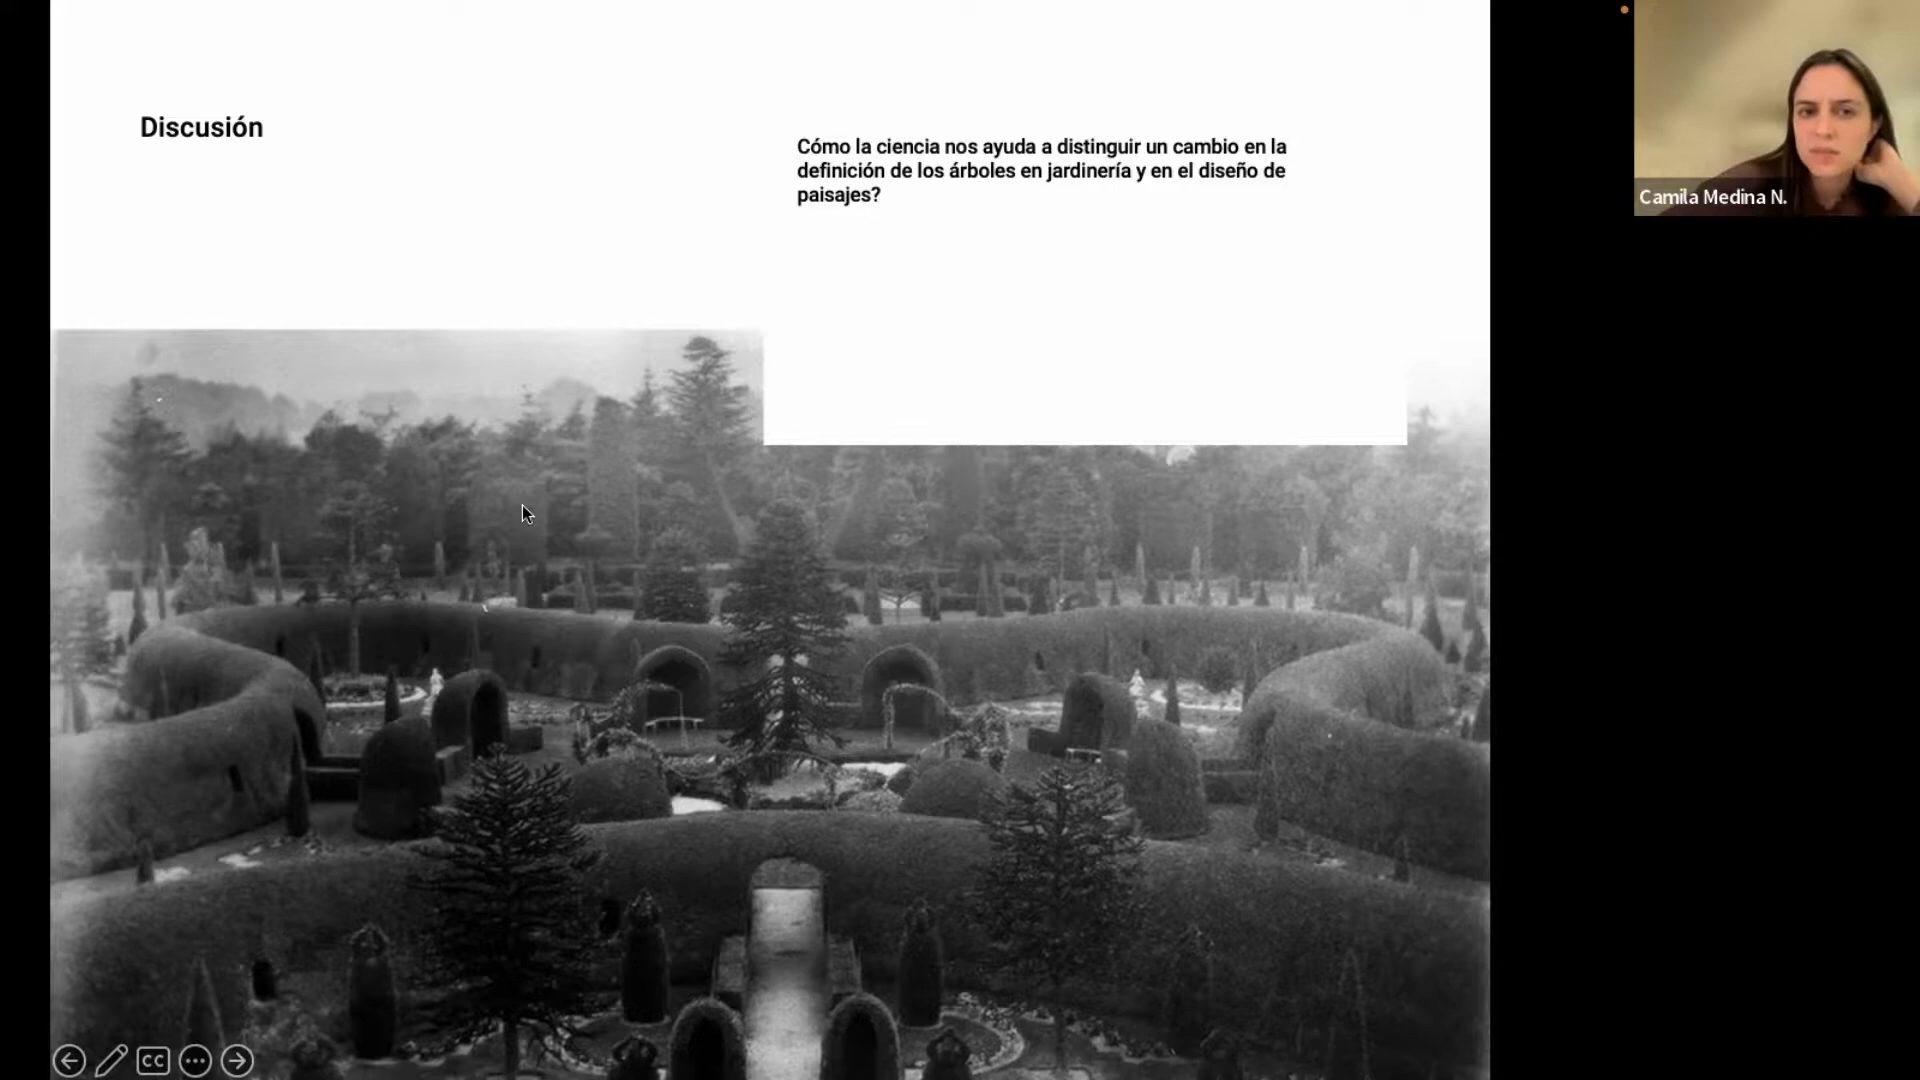 Discusión
Cómo la ciencia nos ayuda a distinguir un cambio en la
definición de los árboles en jardinería y en el diseño de
paisajes?
Camila Medina N.
CC